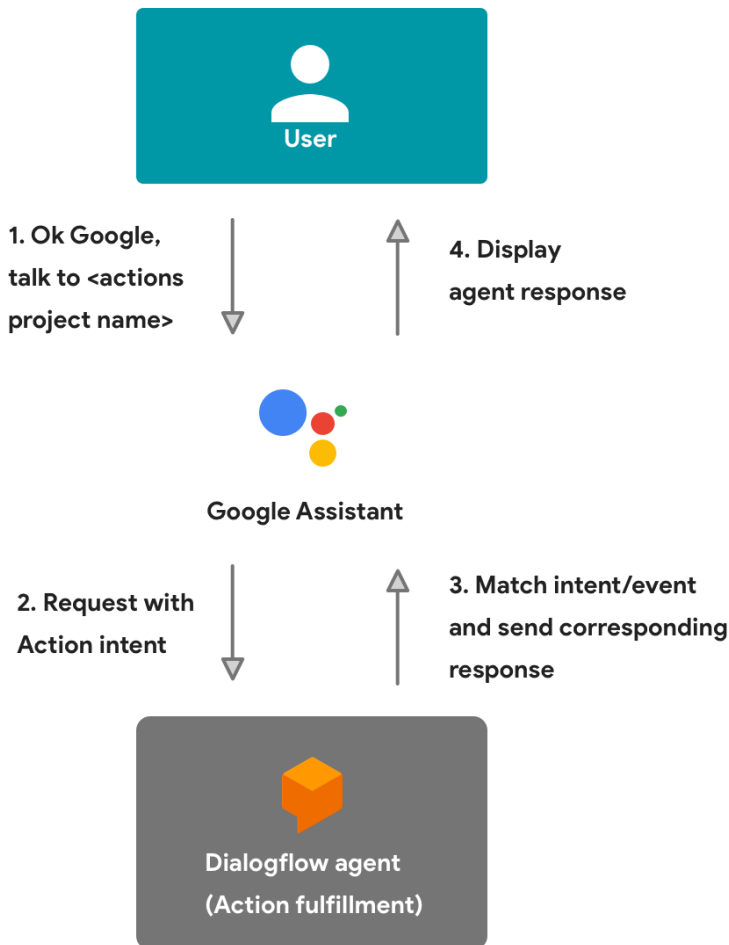 User
1. Ok Google,
talk to <actions
project name>
4. Display
agent response
Google Assistant
2. Request with
Action intent
3. Match intent/event
and send corresponding
response
Dialogflow agent
(Action fulfillment)